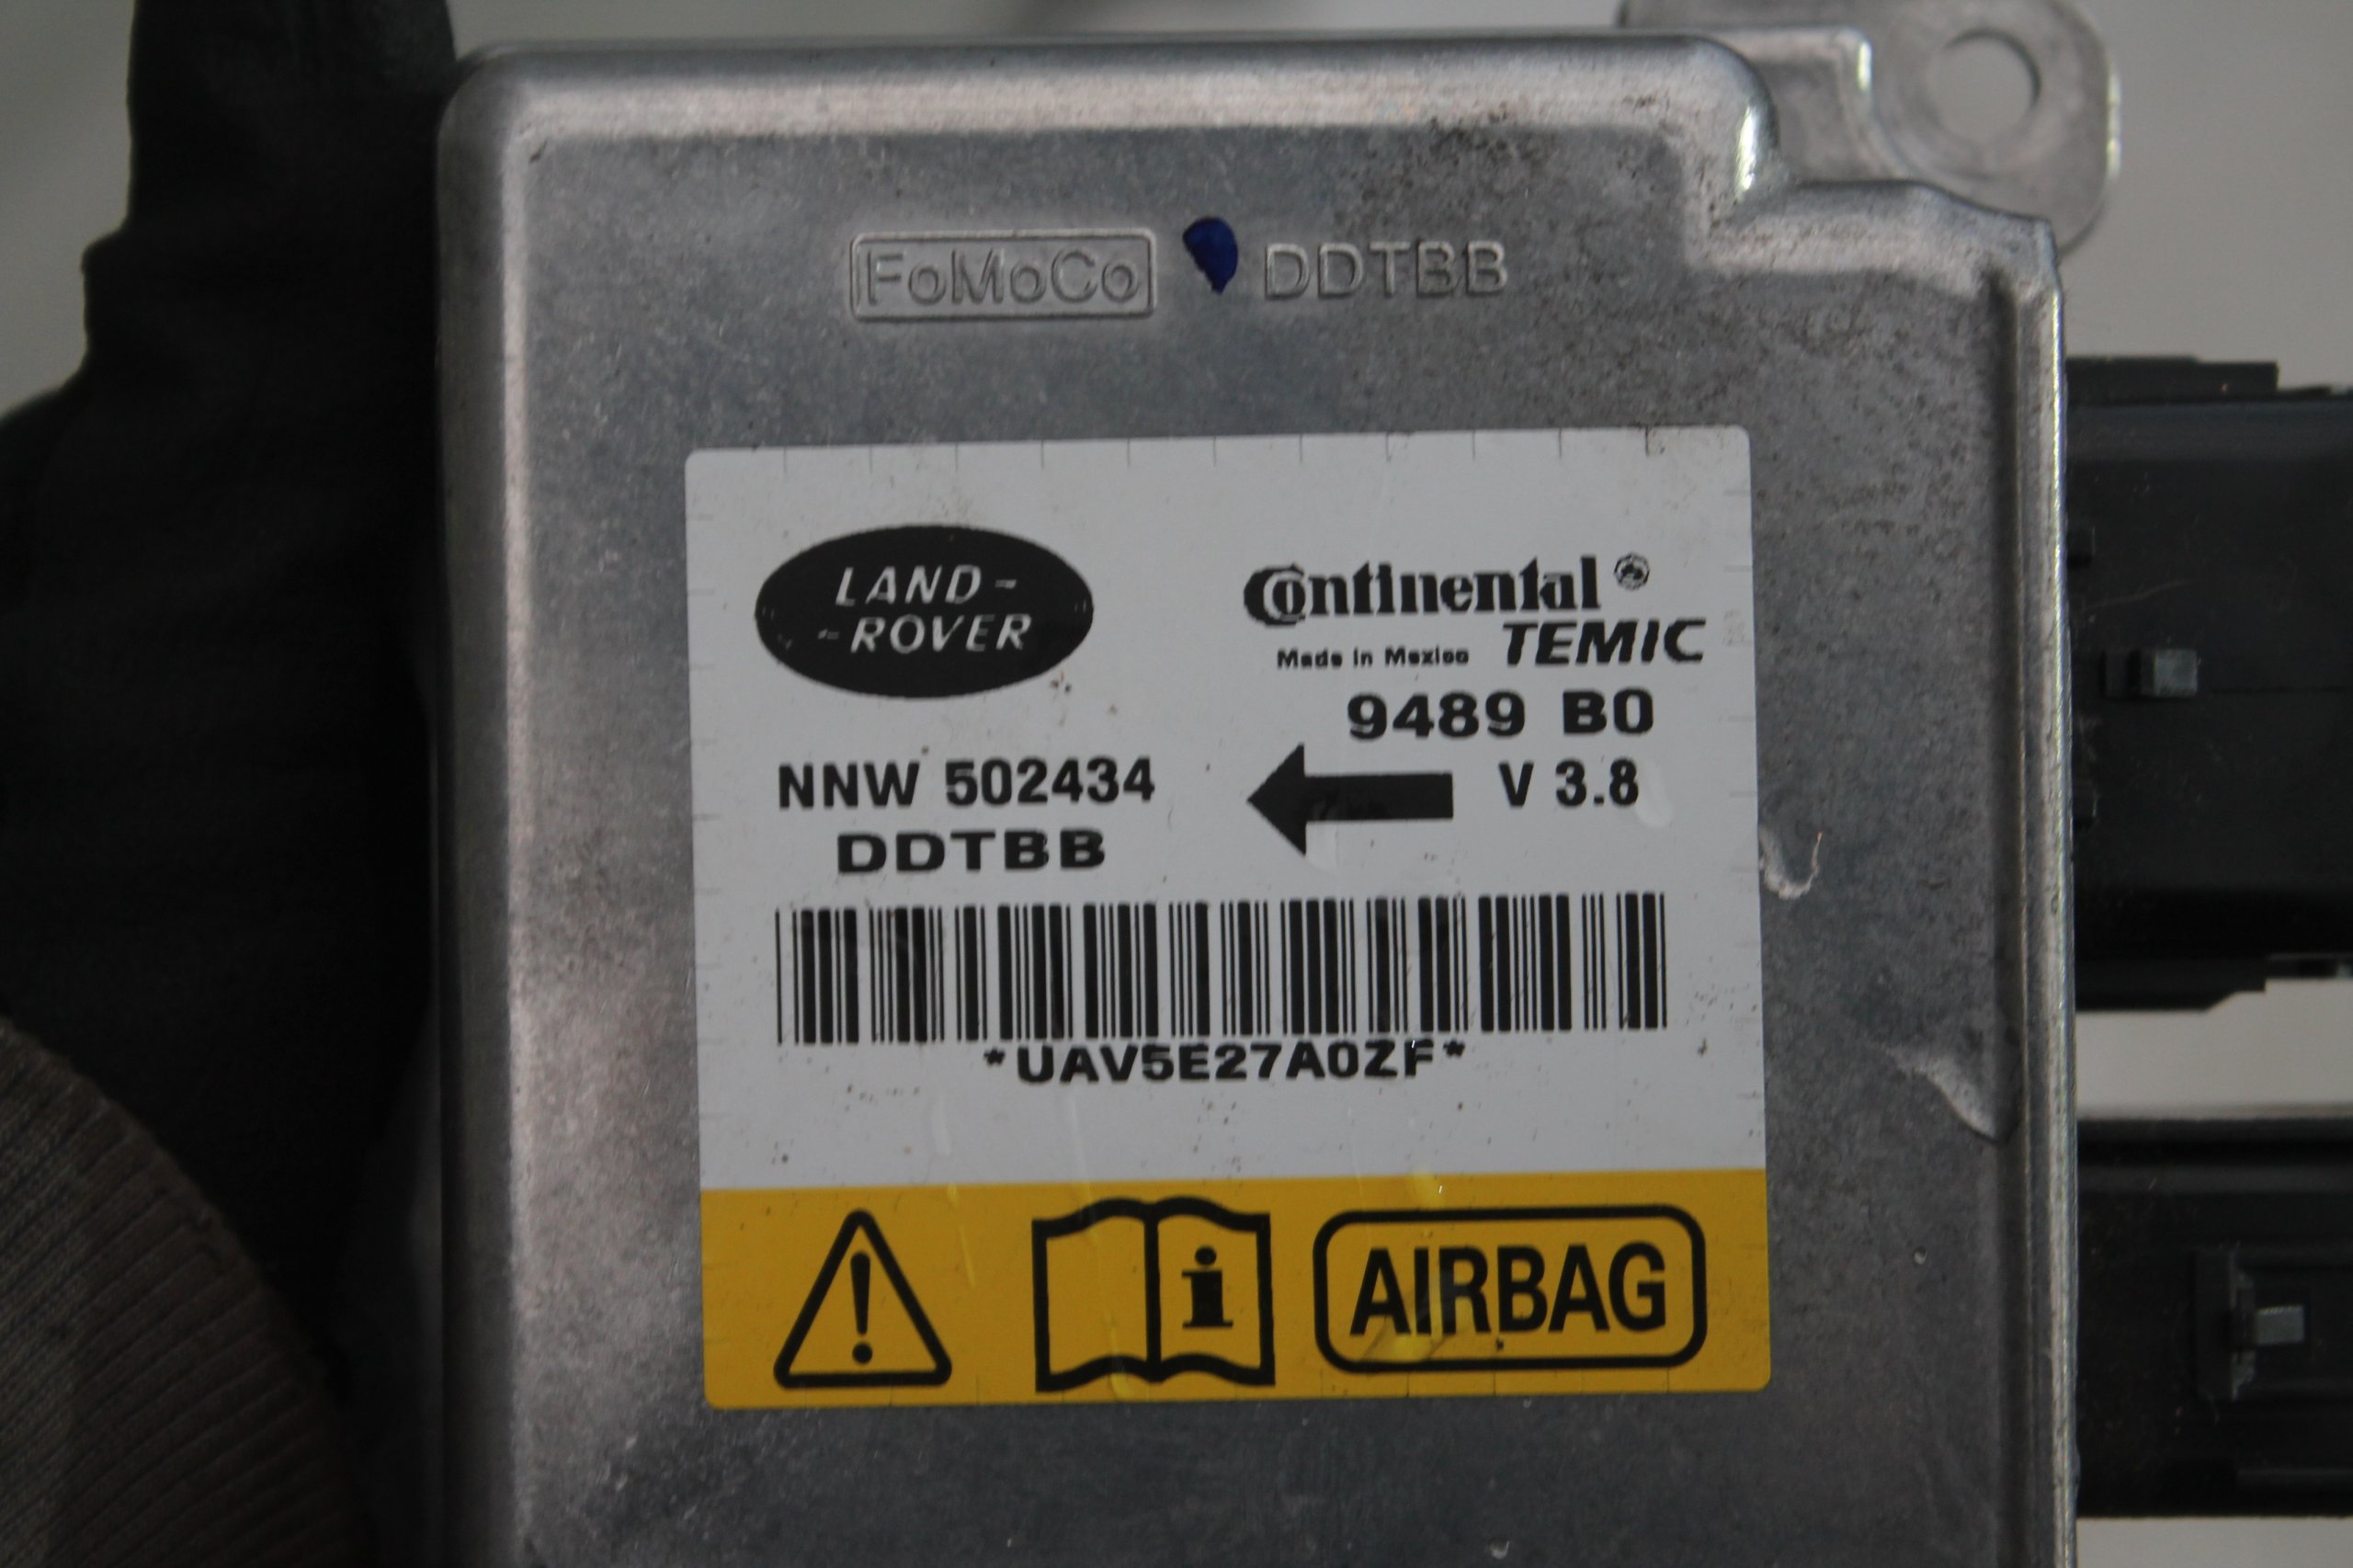 FoMoCo DDTBB
LAND-
-ROVER
Continental
Made in Mexico TEMIC
9489 B0
NNW 502434
V 3.8
DDTBB
*UAV5E27A0ZF*
! i AIRBAG